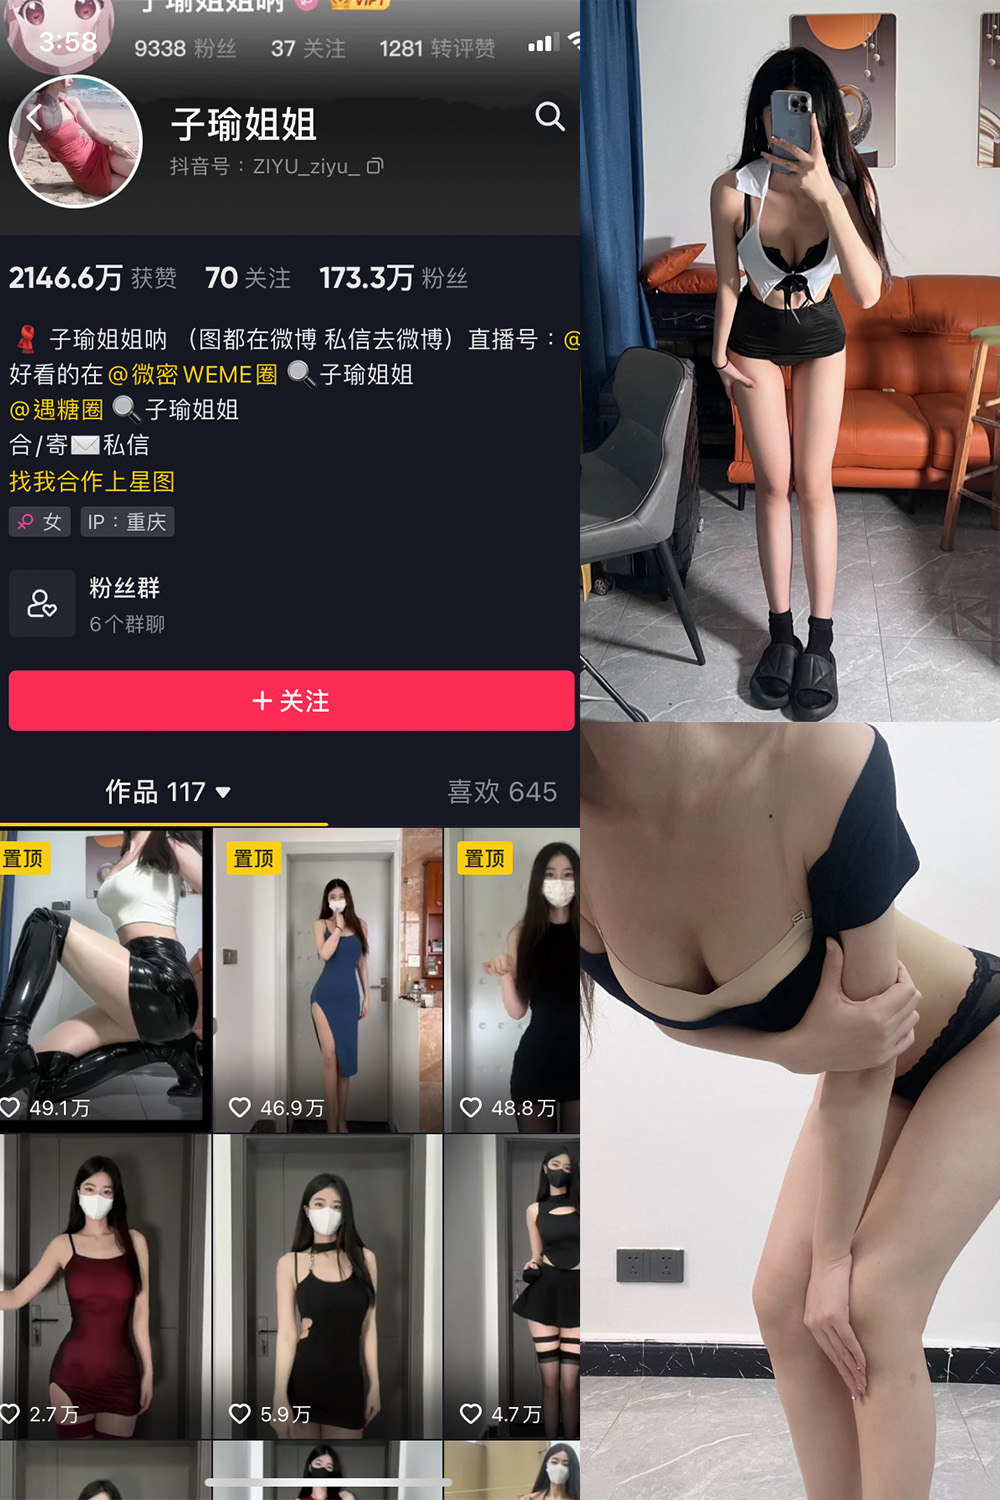 子瑜姐姐呐 VIP1
3:58
9338 粉丝 37 关注 1281 转评赞
子瑜姐姐
抖音号：ZIYU_ziyu_
2146.6万 获赞 70 关注 173.3万 粉丝
子瑜姐姐呐 （图都在微博 私信去微博）直播号：@
好看的在 @微密WEME圈 🔍子瑜姐姐
@遇糖圈 🔍子瑜姐姐
合/寄✉️私信
找我合作上星图
女 IP：重庆
粉丝群
6个群聊
+ 关注
作品 117 喜欢 645
置顶 置顶 置顶
49.1万 46.9万 48.8万
2.7万 5.9万 4.7万